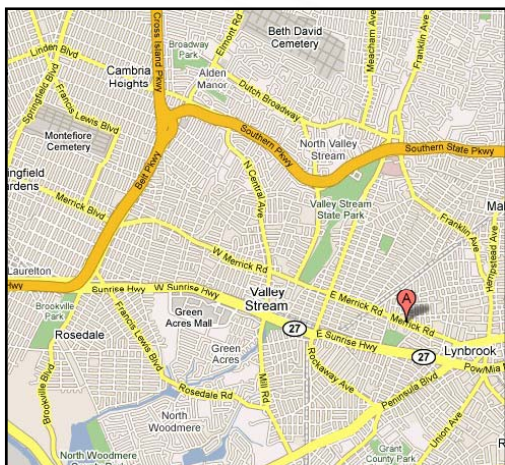 Cross Island Pkwy
Elmont Rd
Beth David
Cemetery
Meacham Ave
Franklin Ave
Linden Blvd
Broadway
Park
Springfield Blvd
Cambria
Heights
Alden
Manor
Dutch Broadway
Francis Lewis Blvd
Montefiore
Cemetery
Southern Pkwy
North Valley
Stream
Southern State Pkwy
ingfield
ardens
Belt Pkwy
N Central Ave
Valley Stream
State Park
Merrick Blvd
Franklin Ave
Mal
Hempstead Ave
Laurelton
W Merrick Rd
Hwy
Sunrise Hwy
W Sunrise Hwy
Valley
Stream
E Merrick Rd
A
Merrick Rd
Brookville
Park
Green
Acres Mall
Rosedale
Francis Lewis Blvd
27
E Sunrise Hwy
27
Lynbrook
Green
Acres
Rockaway Ave
Pow/Mia
Peninsula Blvd
Brookville Blvd
Rosedale Rd
Mill Rd
North
Woodmere
Union Ave
Grant
County Park
R
North Woodmere